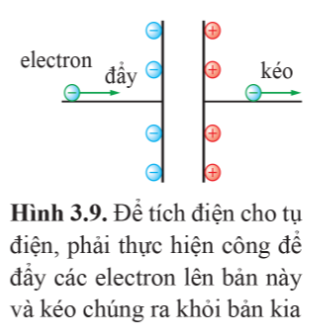 electron
đẩy
kéo
Hình 3.9. Để tích điện cho tụ
điện, phải thực hiện công để
đẩy các electron lên bản này
và kéo chúng ra khỏi bản kia